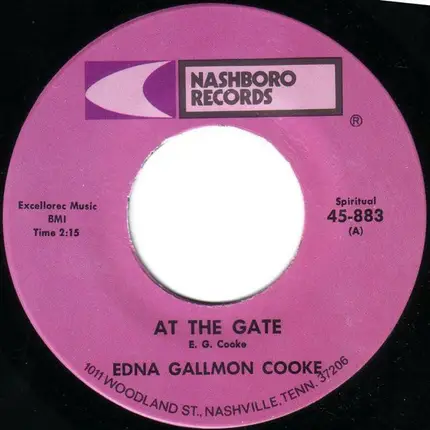 NASHBORO
RECORDS
®
Excellorec Music
BMI
Time 2:15
Spiritual
45-883
(A)
AT THE GATE
E. G. Cooke
EDNA GALLMON COOKE
1011 WOODLAND ST., NASHVILLE, TENN. 37206